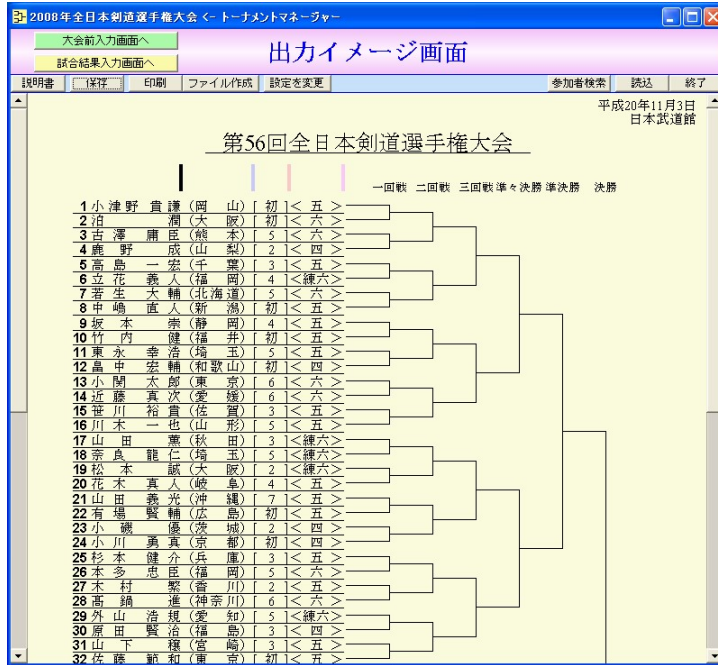 2008年全日本剣道選手権大会 <- トーナメントマネージャー
大会前入力画面へ
出力イメージ画面
試合結果入力画面へ
説明書 保存 印刷 ファイル作成 設定を変更 参加者検索 読込 終了
平成20年11月3日
日本武道館
第56回全日本剣道選手権大会
一回戦 二回戦 三回戦 準々決勝 準決勝 決勝
1 小津野 貴謙 (岡 山) [ 初 ] < 五 >
2 泊 潤 (大 阪) [ 初 ] < 六 >
3 古澤 庸臣 (熊 本) [ 5 ] < 六 >
4 鹿野 成 (山 梨) [ 2 ] < 四 >
5 高島 一宏 (千 葉) [ 3 ] < 五 >
6 立花 義人 (福 岡) [ 4 ] <練六>
7 若生 大輔 (北海道) [ 5 ] < 六 >
8 中嶋 直人 (新 潟) [ 初 ] < 五 >
9 坂本 崇 (静 岡) [ 4 ] < 五 >
10 竹内 健 (福 井) [ 初 ] < 五 >
11 東永 幸浩 (埼 玉) [ 5 ] < 五 >
12 畠中 宏輔 (和歌山) [ 初 ] < 四 >
13 小関 太郎 (東 京) [ 6 ] < 六 >
14 近藤 真次 (愛 媛) [ 6 ] < 六 >
15 笹川 裕貴 (佐 賀) [ 3 ] < 五 >
16 川木 一也 (山 形) [ 5 ] < 五 >
17 山田 薫 (秋 田) [ 3 ] <練六>
18 奈良 龍仁 (埼 玉) [ 5 ] <練六>
19 松本 誠 (大 阪) [ 2 ] <練六>
20 花木 真人 (岐 阜) [ 4 ] < 五 >
21 山田 義光 (沖 縄) [ 7 ] < 五 >
22 有場 賢輔 (広 島) [ 初 ] < 五 >
23 小磯 優 (茨 城) [ 2 ] < 四 >
24 小川 勇真 (京 都) [ 初 ] < 四 >
25 杉本 健介 (兵 庫) [ 3 ] < 五 >
26 本多 忠臣 (福 岡) [ 5 ] < 六 >
27 木村 繁 (香 川) [ 2 ] < 五 >
28 髙鍋 進 (神奈川) [ 6 ] < 六 >
29 外山 浩規 (愛 知) [ 5 ] <練六>
30 原田 賢治 (福 島) [ 3 ] < 四 >
31 山下 穣 (宮 崎) [ 3 ] < 五 >
32 佐藤 範和 (東 京) [ 初 ] < 五 >